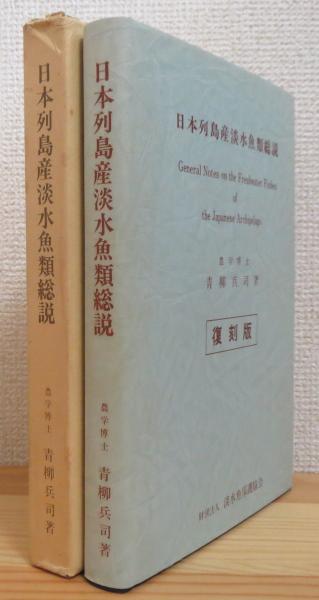 日本列島産淡水魚類総説
農学博士 青柳兵司著
日本列島産淡水魚類総説
農学博士 青柳兵司著
日本列島産淡水魚類総説
General Notes on the Freshwater Fishes
of
the Japanese Archipelago
農学博士
青柳兵司著
復刻版
財団法人 淡水魚保護協会